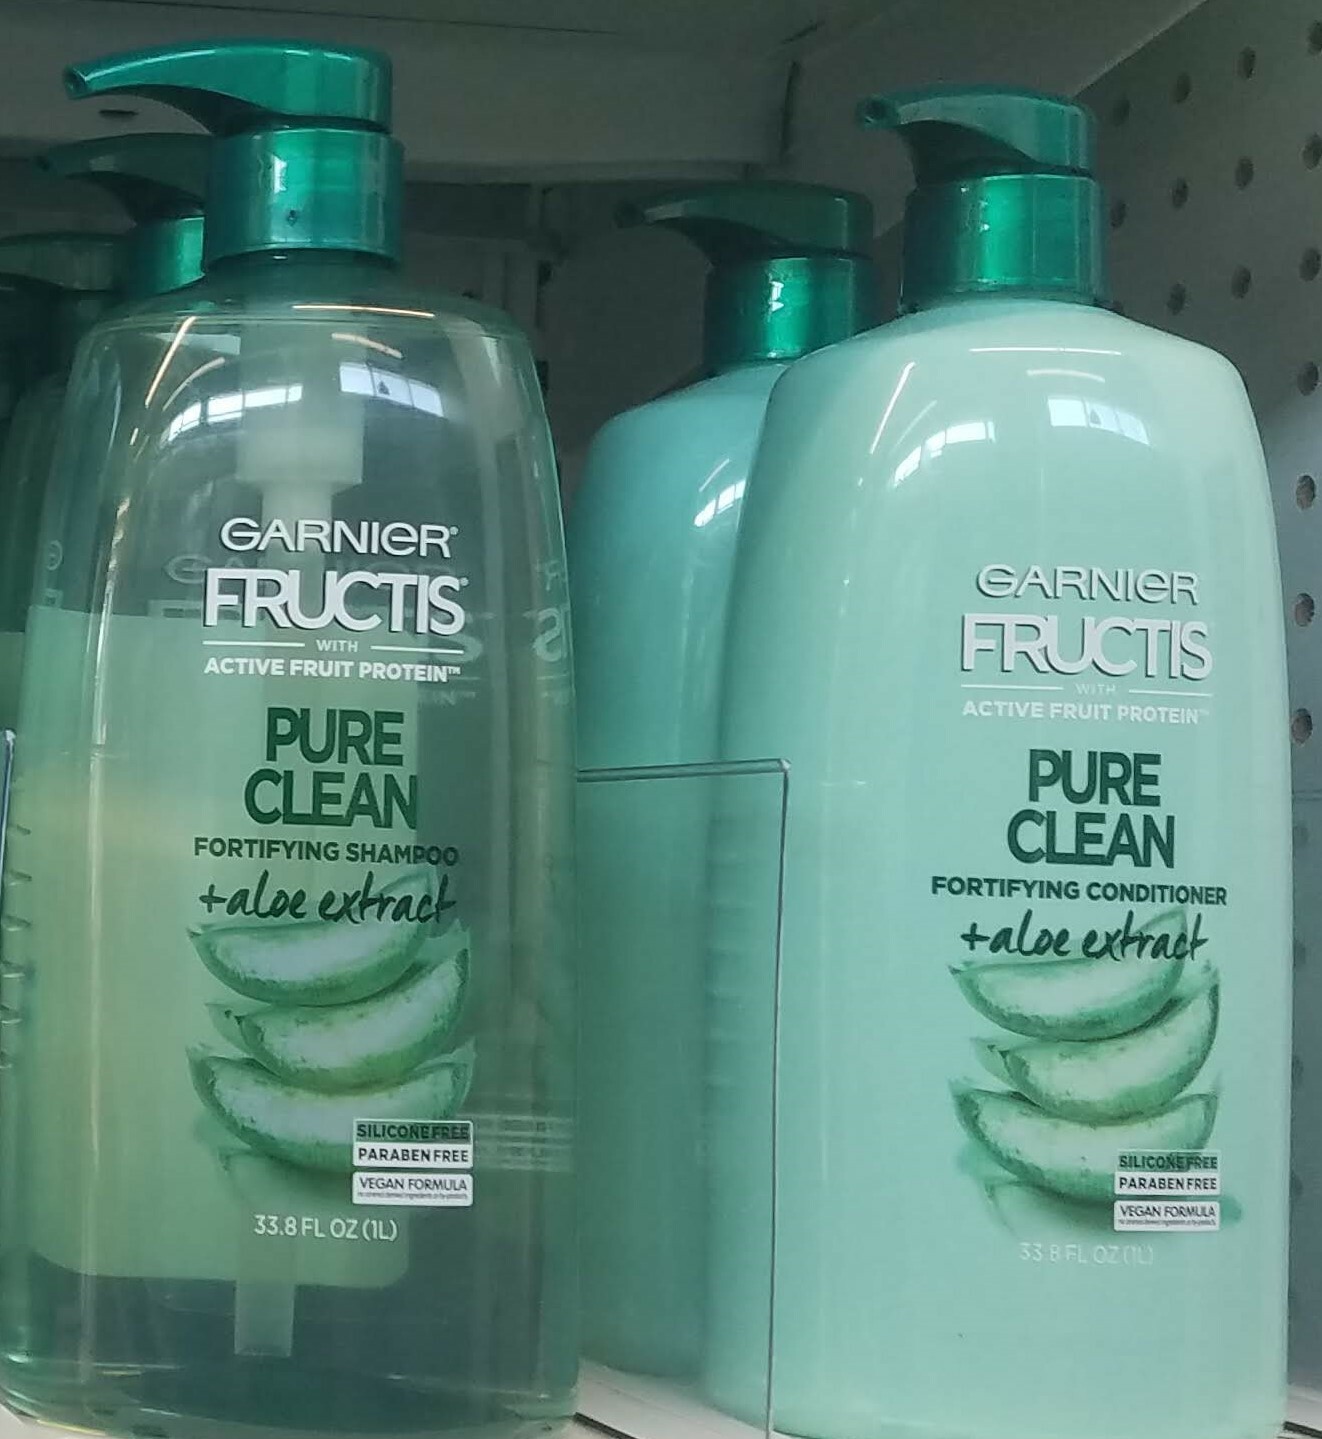 GARNIER®
FRUCTIS®
WITH
ACTIVE FRUIT PROTEIN™
PURE
CLEAN
FORTIFYING SHAMPOO
+aloe extract
SILICONE FREE
PARABEN FREE
VEGAN FORMULA
33.8 FL OZ (1L)
GARNIER
FRUCTIS
WITH
ACTIVE FRUIT PROTEIN™
PURE
CLEAN
FORTIFYING CONDITIONER
+aloe extract
SILICONE FREE
PARABEN FREE
VEGAN FORMULA
33.8 FL OZ (1L)